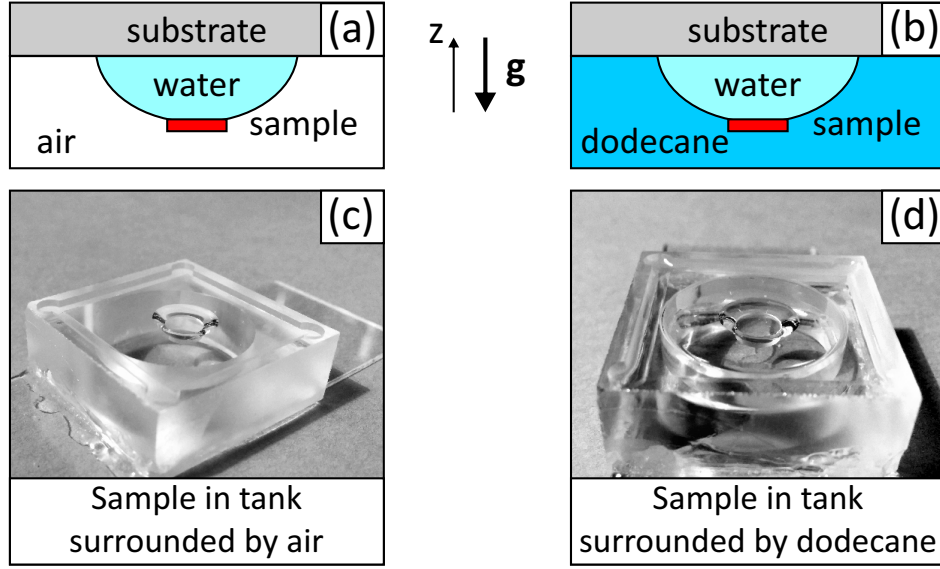 substrate
(a)
water
sample
air
z
g
substrate
(b)
water
sample
dodecane
(c)
(d)
Sample in tank
surrounded by air
Sample in tank
surrounded by dodecane